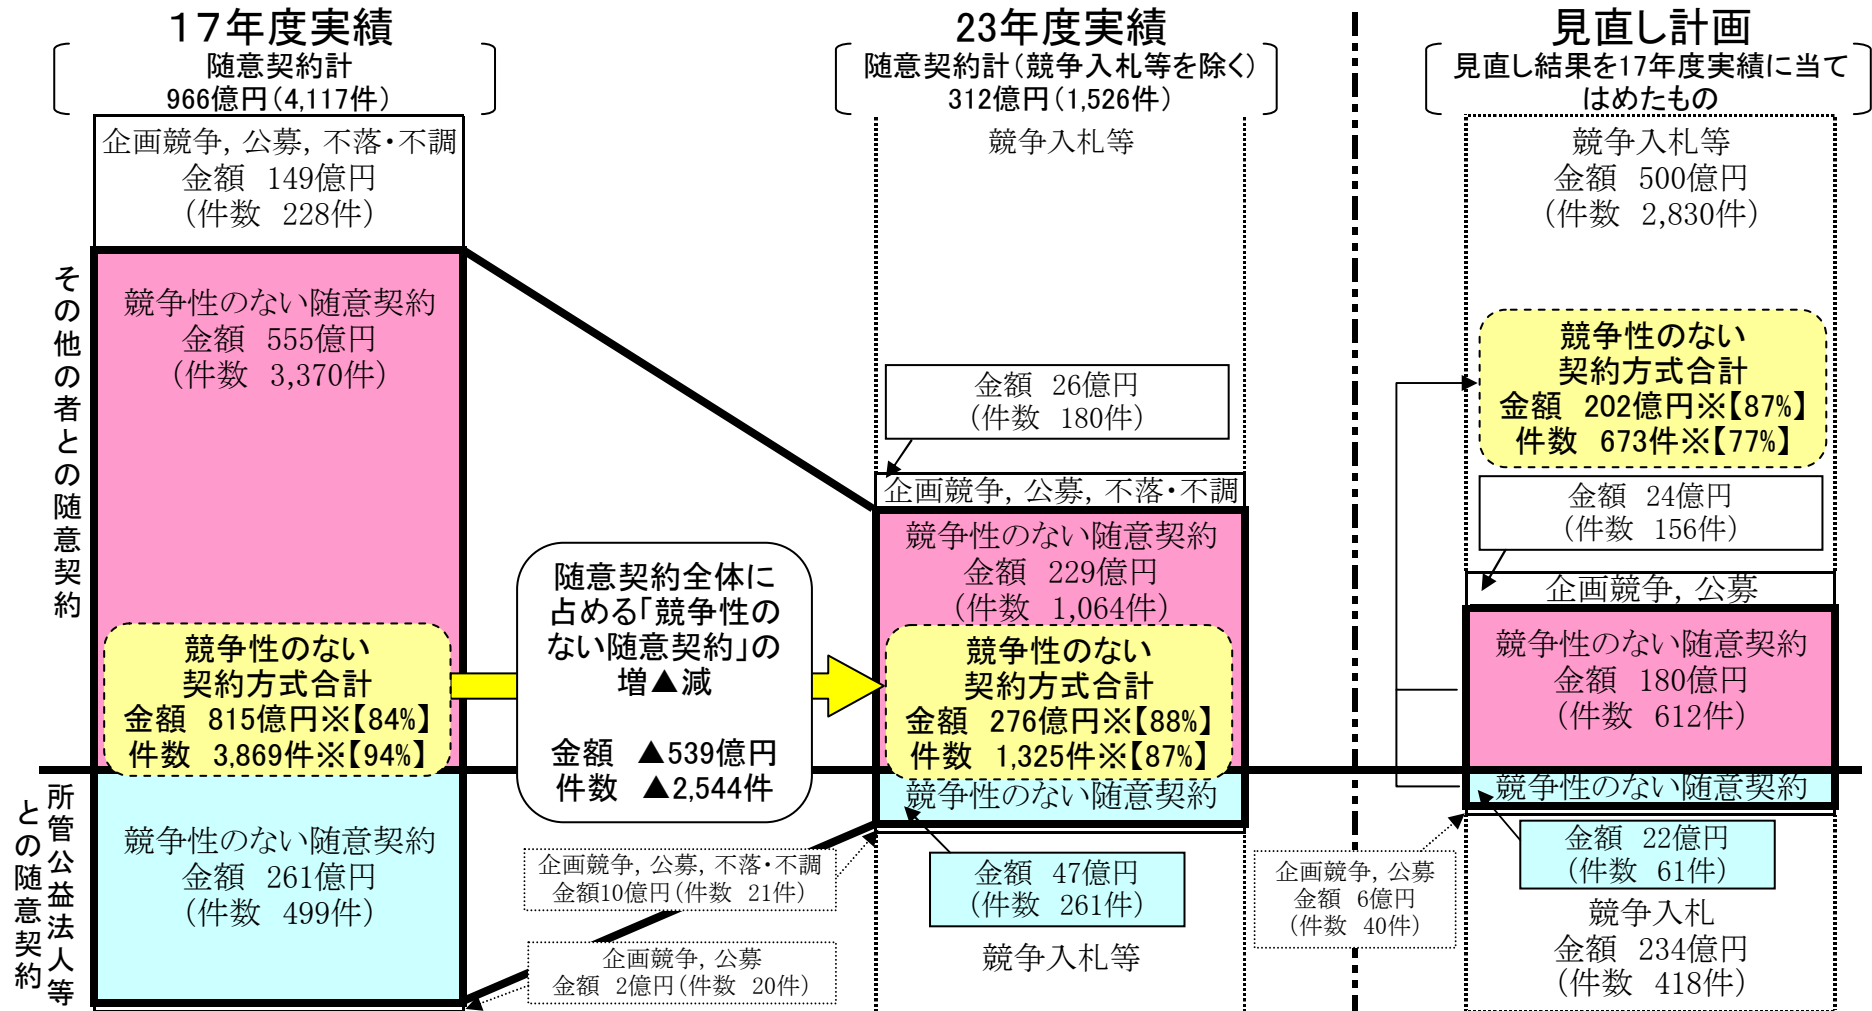 17年度実績
随意契約計
966億円(4,117件)
企画競争,公募,不落・不調
金額 149億円
(件数 228件)
競争性のない随意契約
金額 555億円
(件数 3,370件)
競争性のない
契約方式合計
金額 815億円※【84%】
件数 3,869件※【94%】
競争性のない随意契約
金額 261億円
(件数 499件)
その他の者との随意契約
所管公益法人等
との随意契約
随意契約全体に
占める「競争性の
ない随意契約」の
増▲減
金額 ▲539億円
件数 ▲2,544件
企画競争,公募,不落・不調
金額10億円(件数 21件)
企画競争,公募
金額 2億円(件数 20件)
23年度実績
随意契約計(競争入札等を除く)
312億円(1,526件)
競争入札等
金額 26億円
(件数 180件)
企画競争,公募,不落・不調
競争性のない随意契約
金額 229億円
(件数 1,064件)
競争性のない
契約方式合計
金額 276億円※【88%】
件数 1,325件※【87%】
競争性のない随意契約
金額 47億円
(件数 261件)
競争入札等
見直し計画
見直し結果を17年度実績に当て
はめたもの
競争入札等
金額 500億円
(件数 2,830件)
競争性のない
契約方式合計
金額 202億円※【87%】
件数 673件※【77%】
金額 24億円
(件数 156件)
企画競争,公募
競争性のない随意契約
金額 180億円
(件数 612件)
競争性のない随意契約
金額 22億円
(件数 61件)
企画競争,公募
金額 6億円
(件数 40件)
競争入札
金額 234億円
(件数 418件)